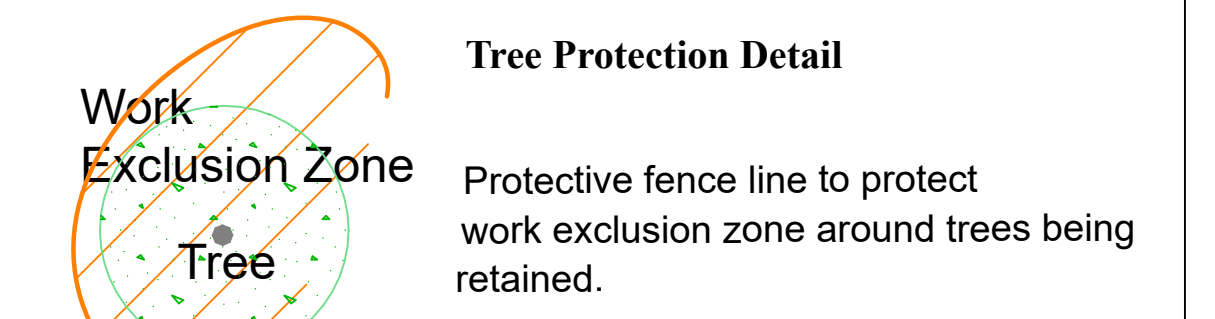 Tree Protection Detail
Work
Exclusion Zone
Tree
Protective fence line to protect
work exclusion zone around trees being
retained.